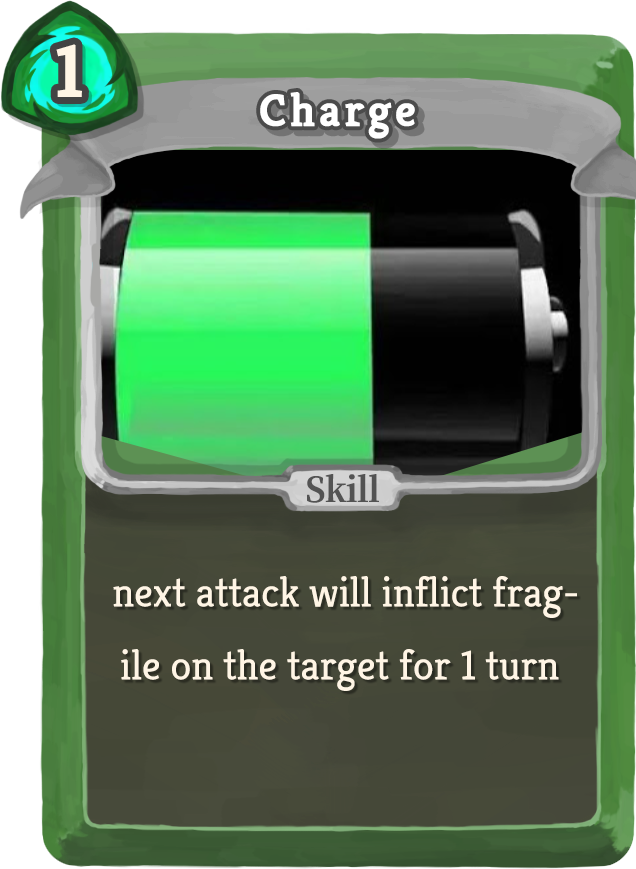 1
Charge
Skill
next attack will inflict frag-
ile on the target for 1 turn